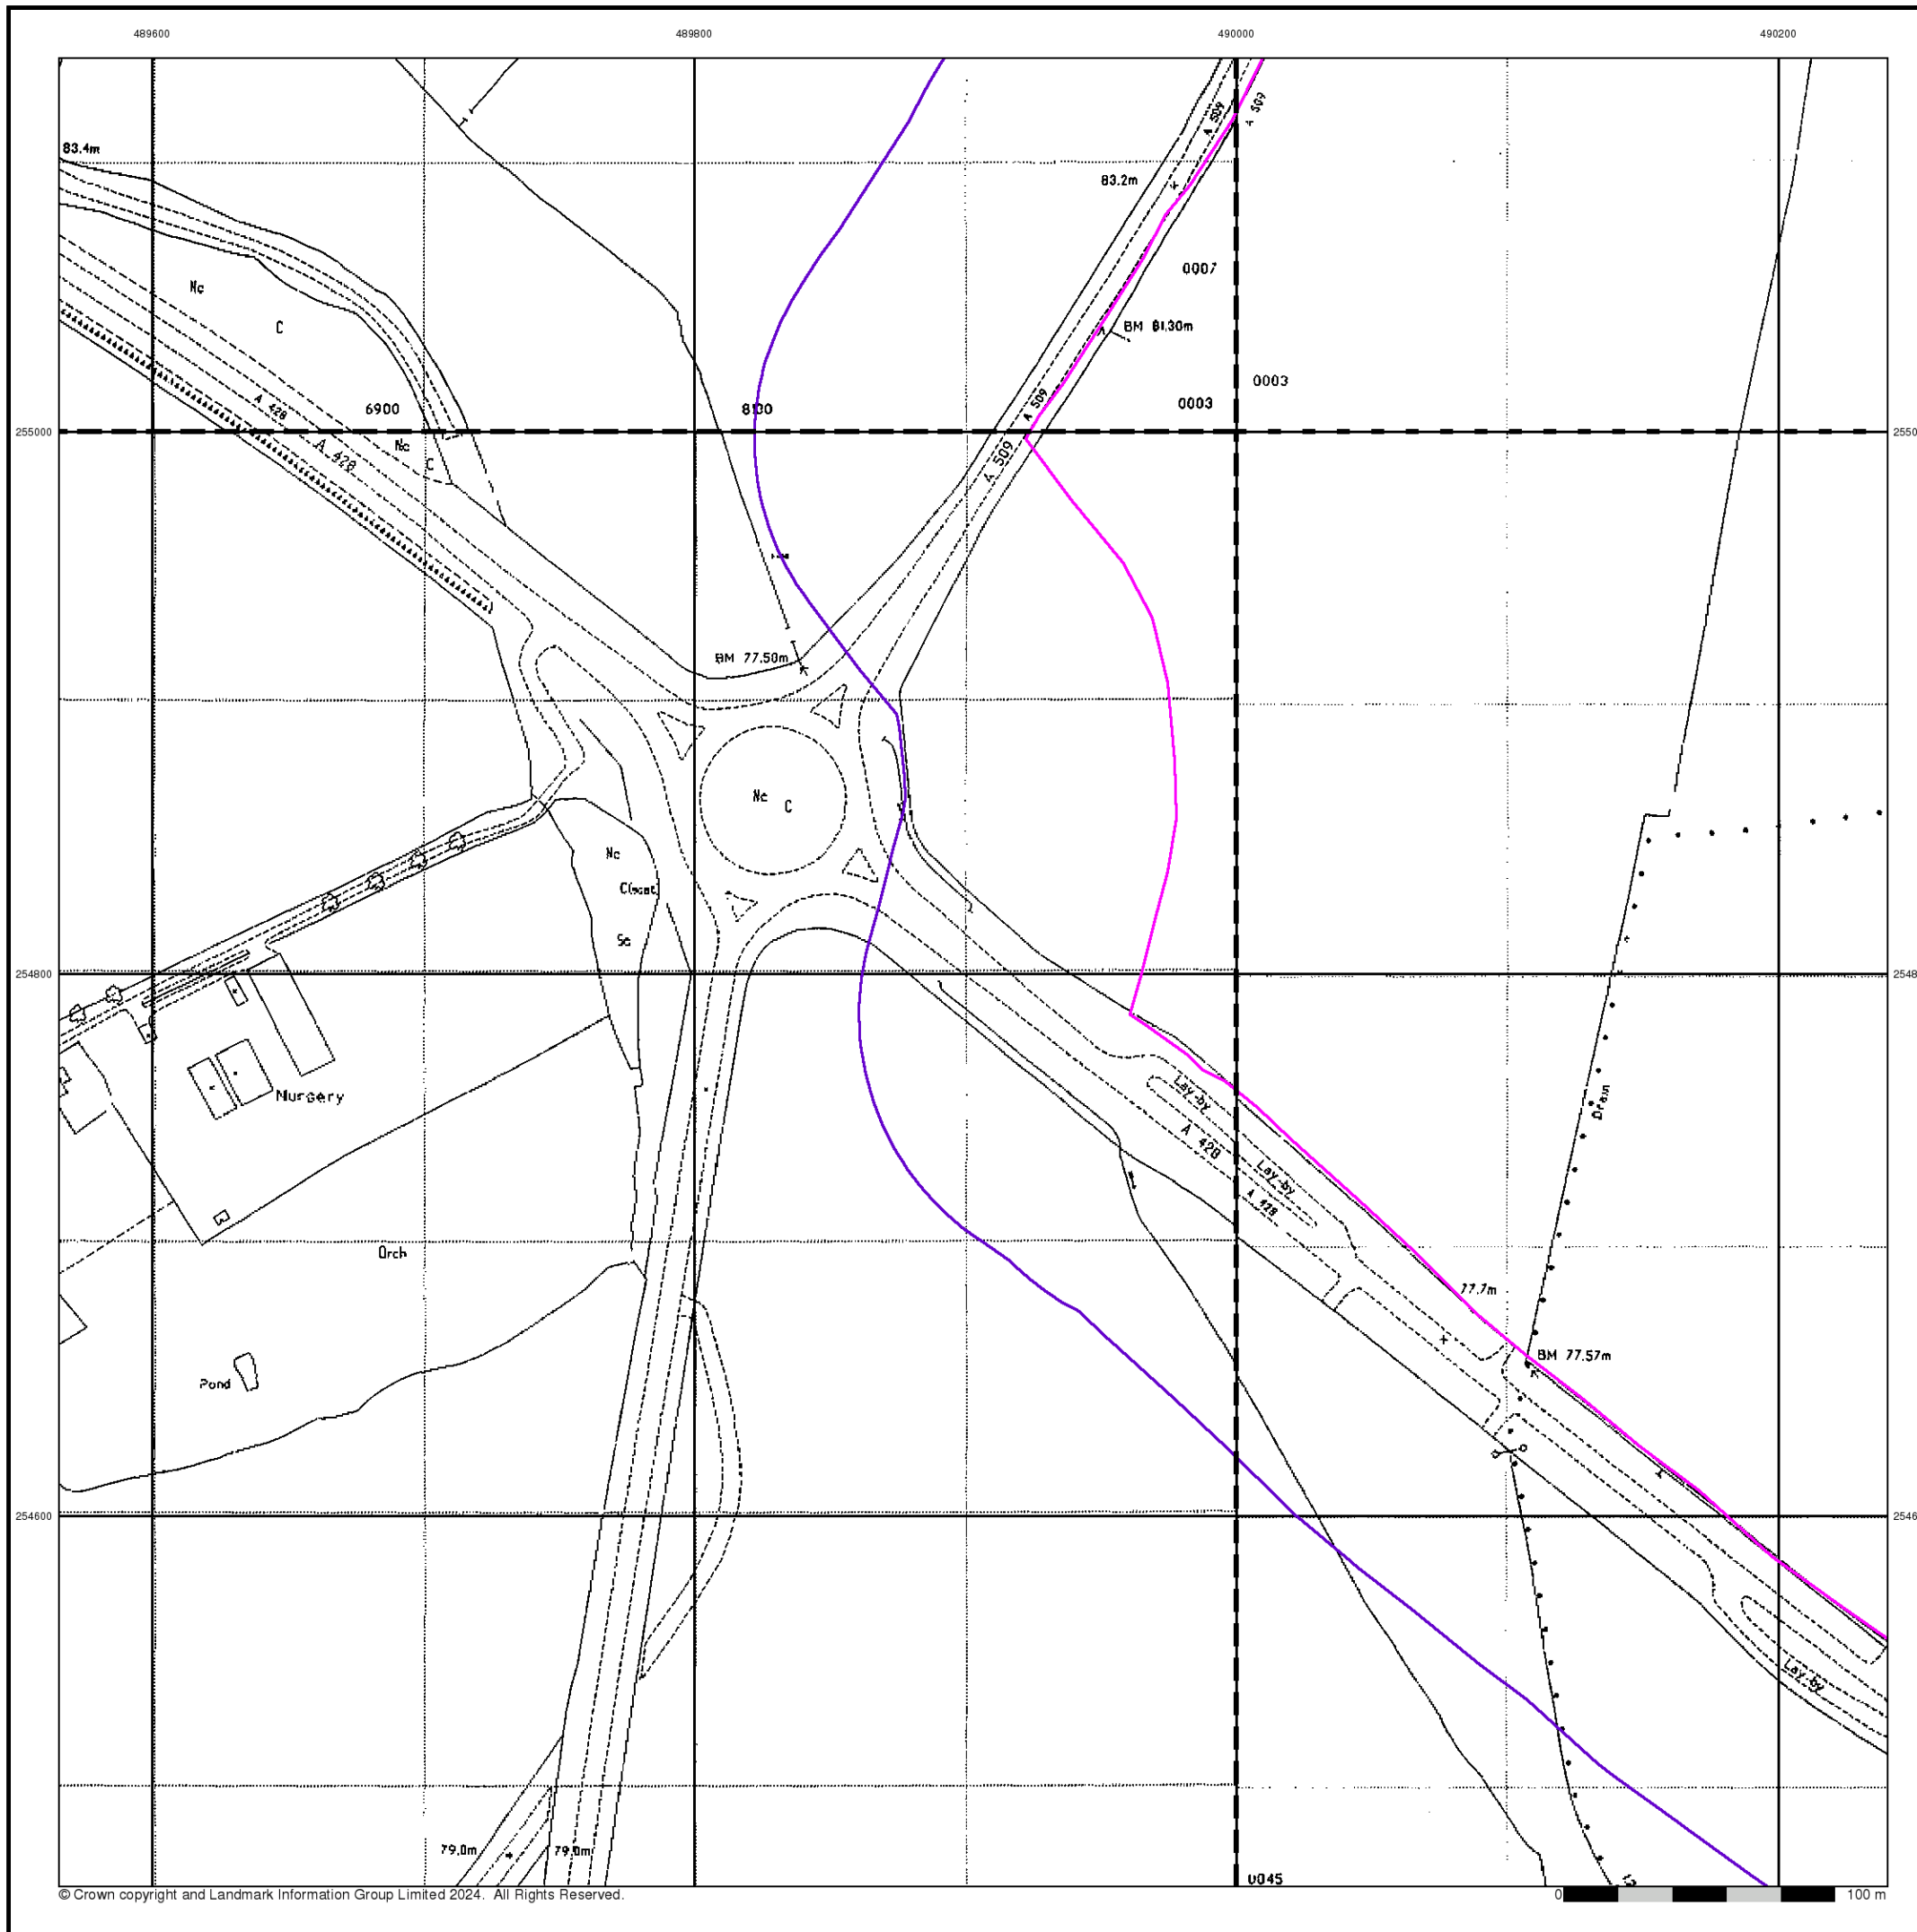 489600 489800 490000 490200
A 509
A 509
83.4m
83.2m
0007
Nc
C
BM 81.30m
0003
A 509
A 428
6900
8100
0003
255000
2550
A 428
Nc
C
A 509
BM 77.50m
Nc
C
Nc
C
Sc
254800
2548
Lay-by
Nursery
Drain
A 428
Lay-by
A 428
Orch
77.7m
BM 77.57m
Pond
254600
2546
Lay-by
79.0m
79.0m
0045
© Crown copyright and Landmark Information Group Limited 2024. All Rights Reserved.
0 100 m